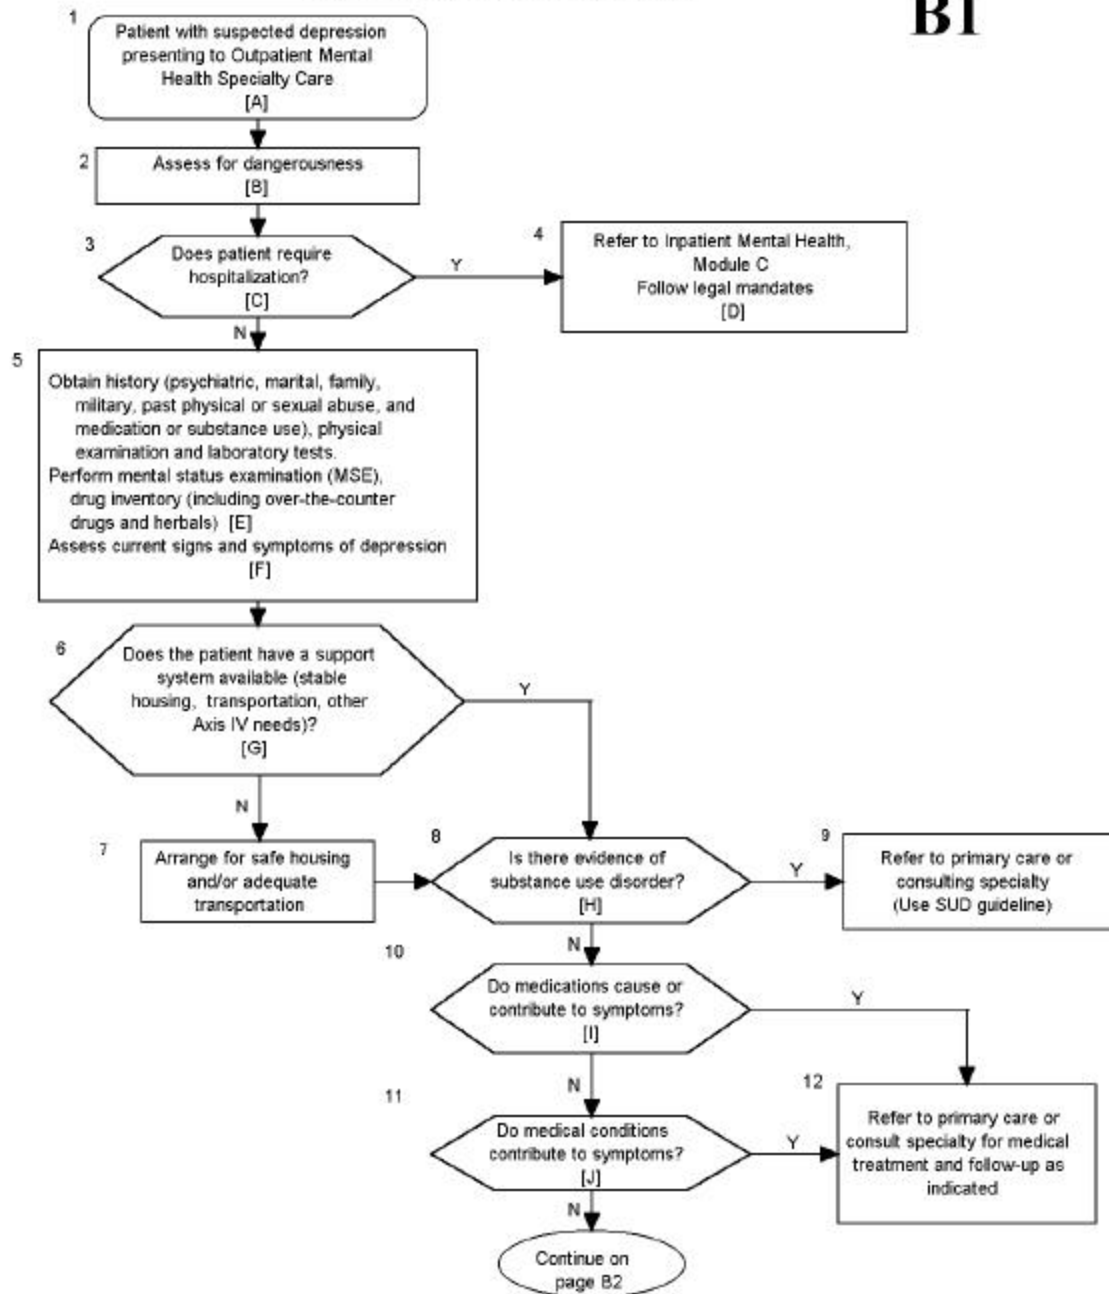 B1
1
Patient with suspected depression
presenting to Outpatient Mental
Health Specialty Care
[A]
2
Assess for dangerousness
[B]
3
Does patient require
hospitalization?
[C]
Y
4
Refer to Inpatient Mental Health,
Module C
Follow legal mandates
[D]
N
5
Obtain history (psychiatric, marital, family,
military, past physical or sexual abuse, and
medication or substance use), physical
examination and laboratory tests.
Perform mental status examination (MSE),
drug inventory (including over-the-counter
drugs and herbals) [E]
Assess current signs and symptoms of depression
[F]
6
Does the patient have a support
system available (stable
housing, transportation, other
Axis IV needs)?
[G]
Y
N
7
Arrange for safe housing
and/or adequate
transportation
8
Is there evidence of
substance use disorder?
[H]
Y
9
Refer to primary care or
consulting specialty
(Use SUD guideline)
N
10
Do medications cause or
contribute to symptoms?
[I]
Y
N
11
Do medical conditions
contribute to symptoms?
[J]
Y
12
Refer to primary care or
consult specialty for medical
treatment and follow-up as
indicated
N
Continue on
page B2